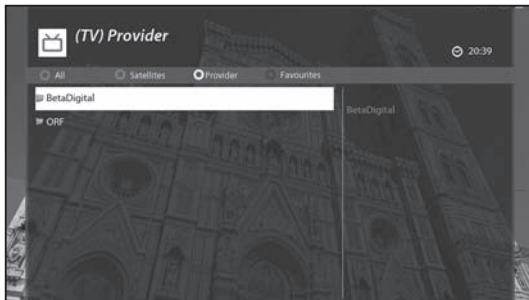 (TV) Provider
20:39
All Satellites Provider Favourites
BetaDigital
BetaDigital
ORF